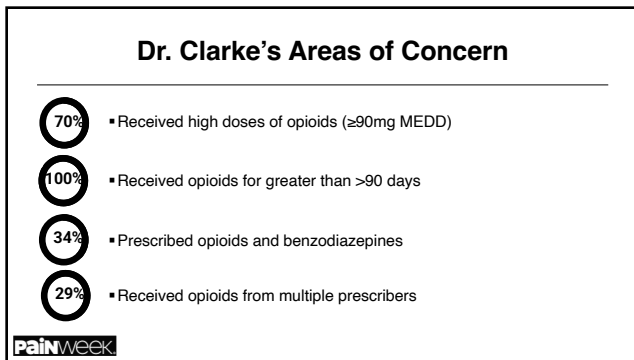 Dr. Clarke’s Areas of Concern
70% ▪ Received high doses of opioids (≥90mg MEDD)
100% ▪ Received opioids for greater than >90 days
34% ▪ Prescribed opioids and benzodiazepines
29% ▪ Received opioids from multiple prescribers
PaiNWeeK.